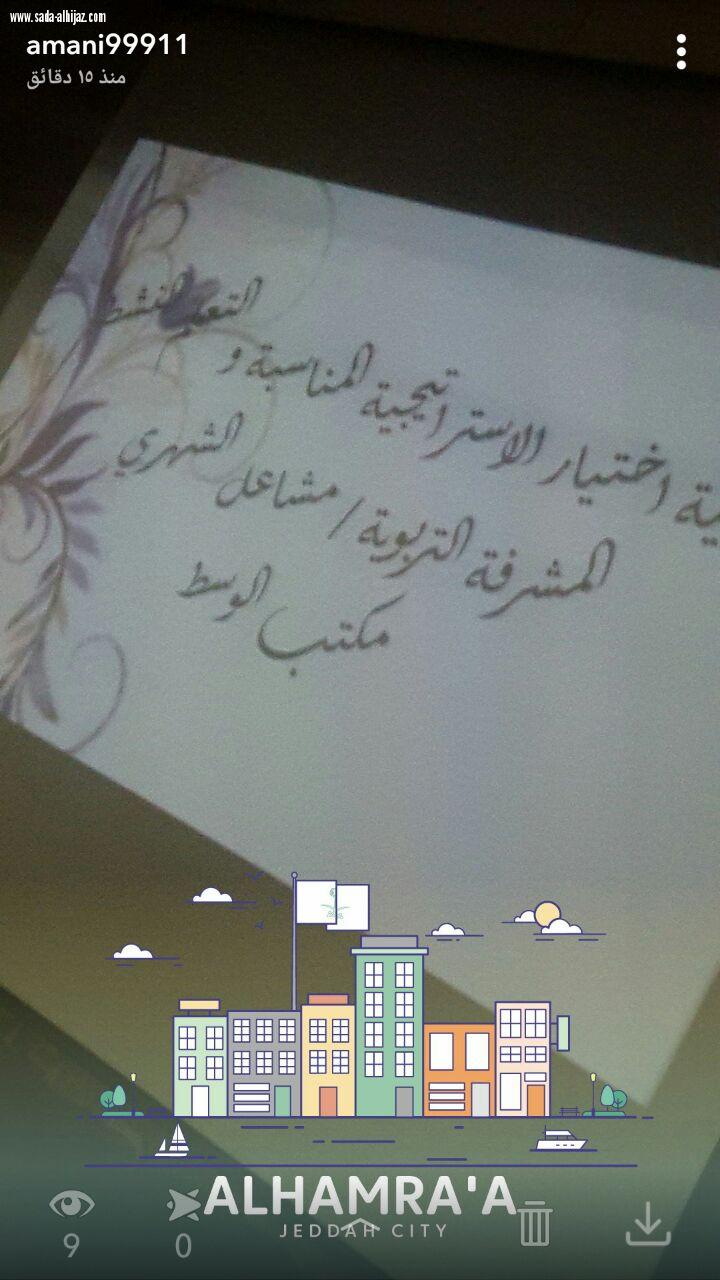 www.sada-alhijaz.com
amani99911
منذ ١٥ دقائق
التعلم النشط
اختيار الاستراتيجية المناسبة و
المشرفة التربوية / مشاعل الشهري
مكتب الوسط
ALHAMRA'A
JEDDAH CITY
9
0